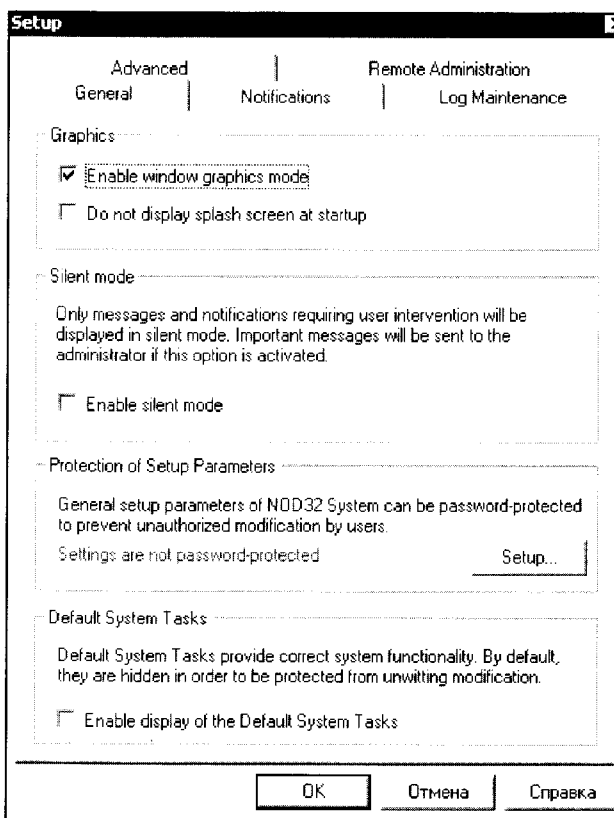 Setup
Advanced
Remote Administration
General
Notifications
Log Maintenance
Graphics
Enable window graphics mode
Do not display splash screen at startup
Silent mode
Only messages and notifications requiring user intervention will be
displayed in silent mode. Important messages will be sent to the
administrator if this option is activated.
Enable silent mode
Protection of Setup Parameters
General setup parameters of NOD32 System can be password-protected
to prevent unauthorized modification by users.
Settings are not password-protected
Setup...
Default System Tasks
Default System Tasks provide correct system functionality. By default,
they are hidden in order to be protected from unwitting modification.
Enable display of the Default System Tasks
OK
Отмена
Справка